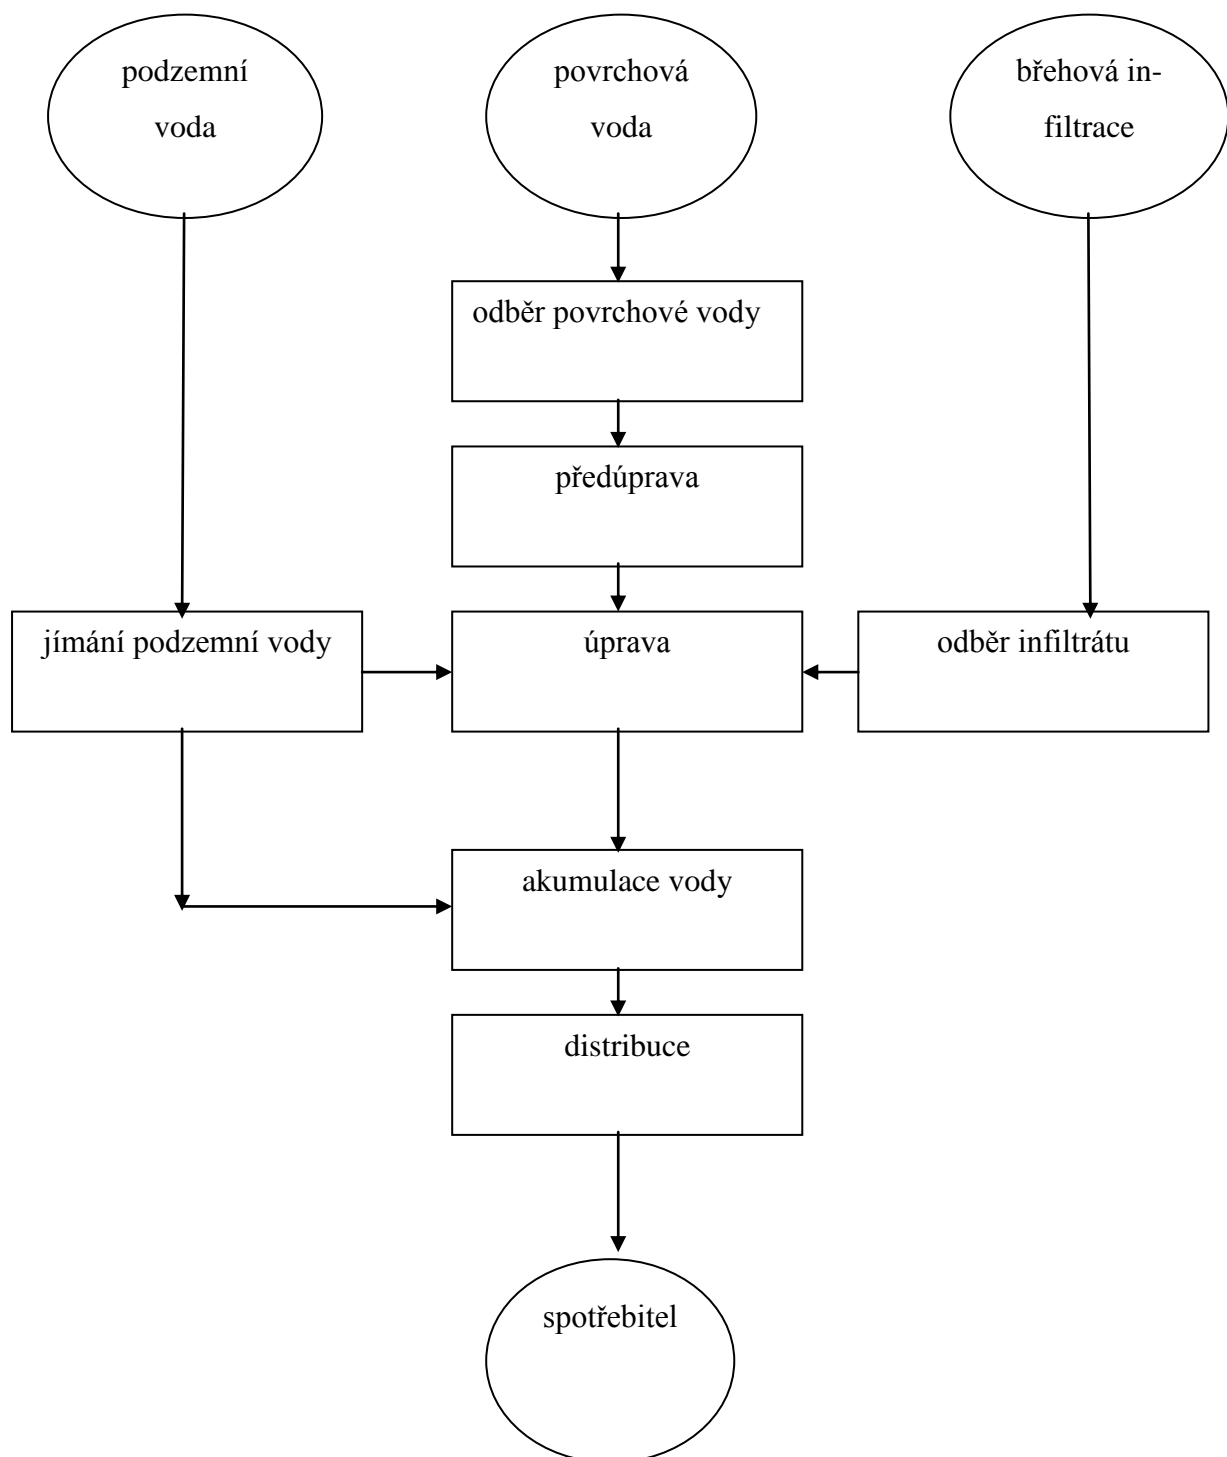 podzemní
voda
povrchová
voda
břehová in-
filtrace
odběr povrchové vody
předúprava
jímání podzemní vody
úprava
odběr infiltrátu
akumulace vody
distribuce
spotřebitel